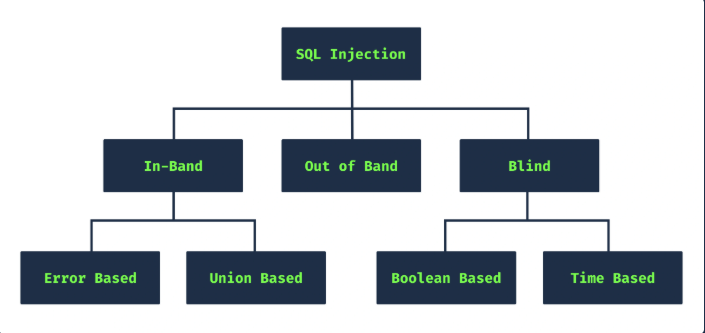 SQL Injection
In-Band
Out of Band
Blind
Error Based
Union Based
Boolean Based
Time Based